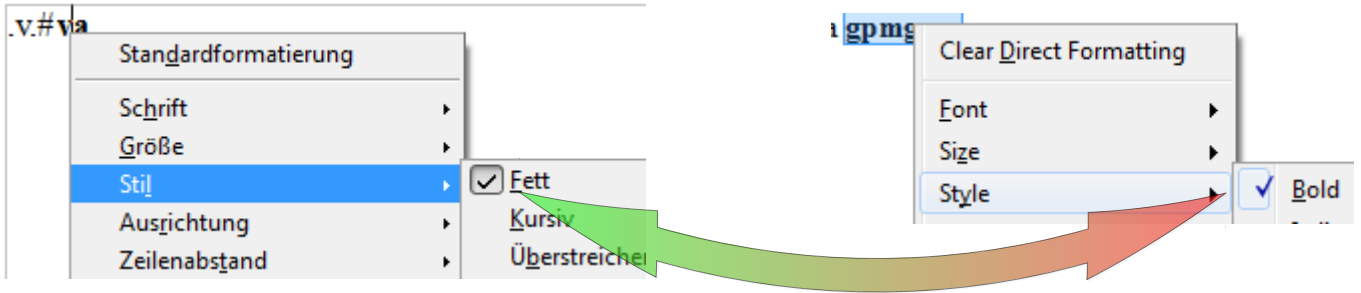 .v.#va
Standardformatierung
Schrift
Größe
Stil
Ausrichtung
Zeilenabstand
Fett
Kursiv
Überstreichen
gpmg
Clear Direct Formatting
Font
Size
Style
Bold